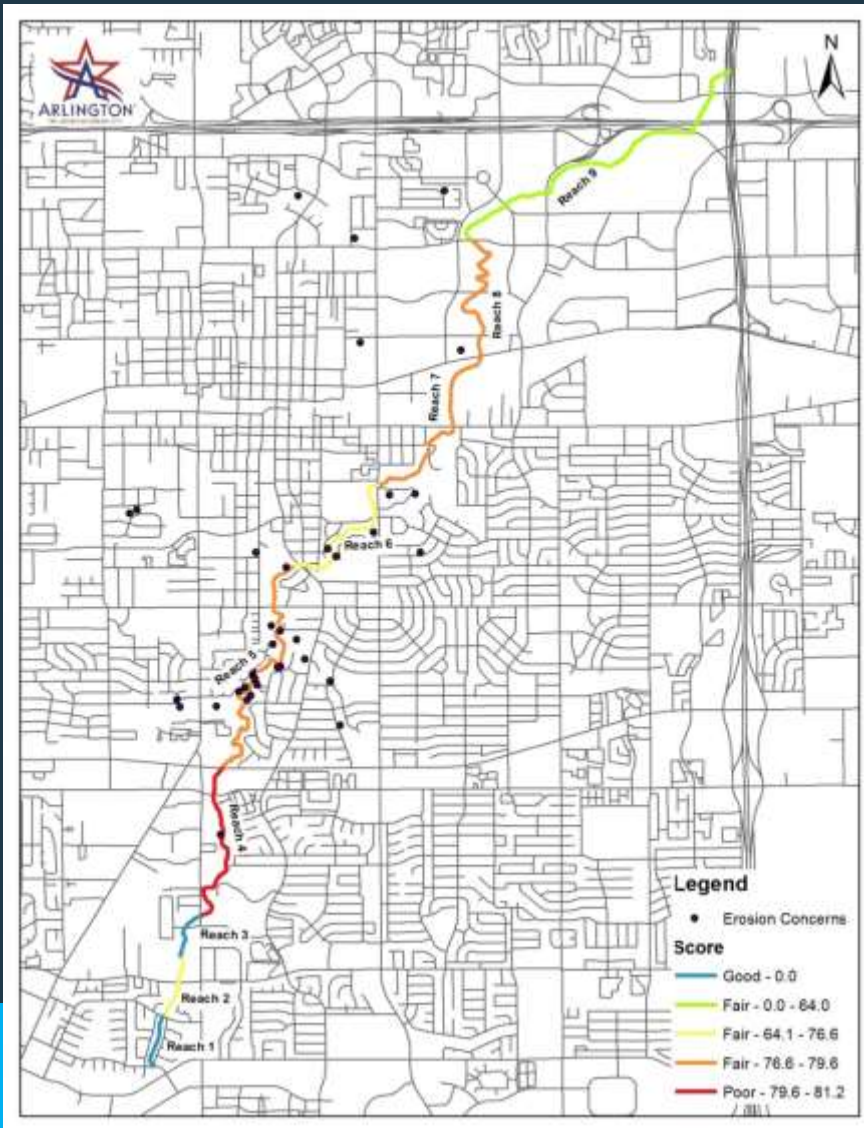 ARLINGTON
N
Reach 9
Reach 8
Reach 7
Reach 6
Reach 5
Reach 4
Reach 3
Reach 2
Reach 1
Legend
Erosion Concerns
Score
Good - 0.0
Fair - 0.0 - 64.0
Fair - 64.1 - 76.6
Fair - 76.6 - 79.6
Poor - 79.6 - 81.2